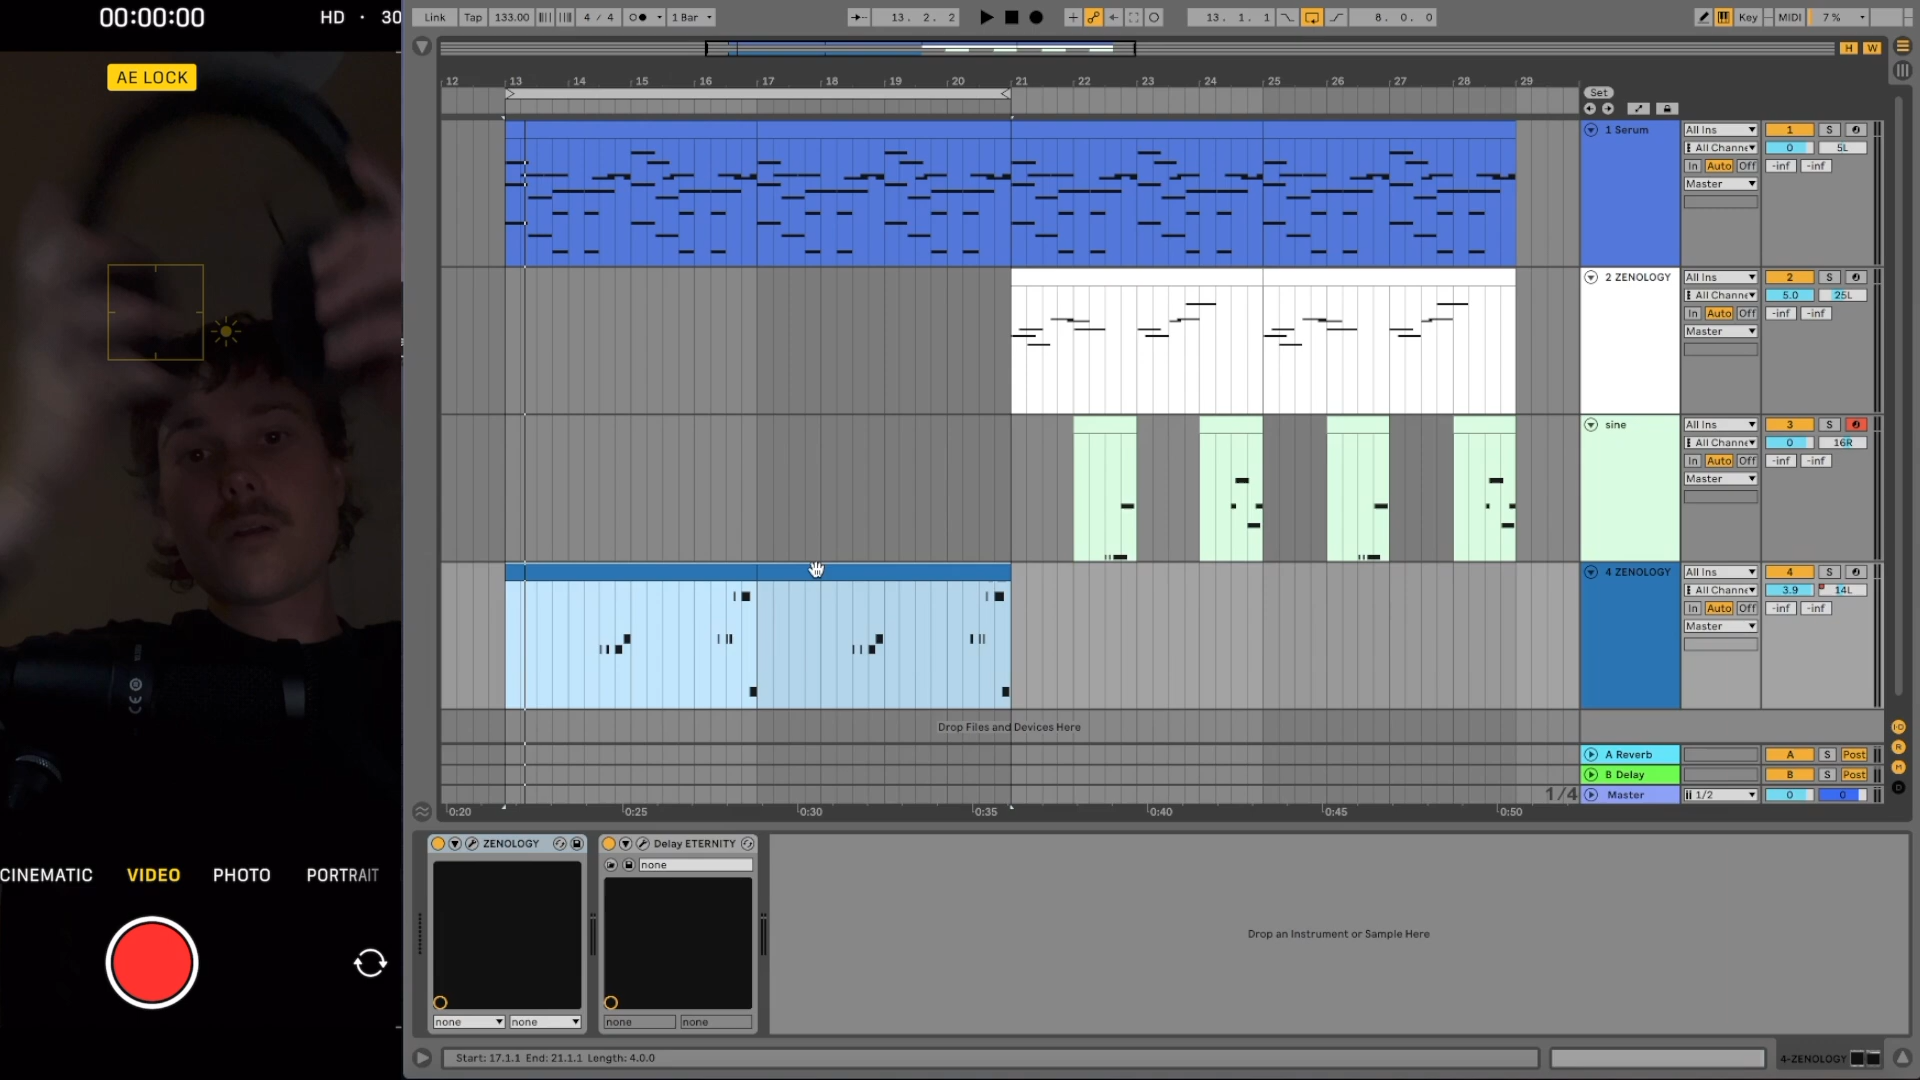 00:00:00
HD · 30
AE LOCK
CINEMATIC VIDEO PHOTO PORTRAIT
Link Tap 133.00 4 / 4 1 Bar
13. 2. 2
13. 1. 1 8. 0. 0
Key MIDI 7 %
H W
12 13 14 15 16 17 18 19 20 21 22 23 24 25 26 27 28 29
Set
1 Serum All Ins 1 S
All Channe 0 5L
In Auto Off -inf -inf
Master
2 ZENOLOGY All Ins 2 S
All Channe 5.0 25L
In Auto Off -inf -inf
Master
sine All Ins 3 S
All Channe 0 16R
In Auto Off -inf -inf
Master
4 ZENOLOGY All Ins 4 S
All Channe 3.9 14L
In Auto Off -inf -inf
Master
Drop Files and Devices Here
A Reverb A S Post
B Delay B S Post
1/4 Master 1/2 0 0
0:20 0:25 0:30 0:35 0:40 0:45 0:50
ZENOLOGY
none none
Delay ETERNITY
none
none none
Drop an Instrument or Sample Here
Start: 17.1.1 End: 21.1.1 Length: 4.0.0
4-ZENOLOGY